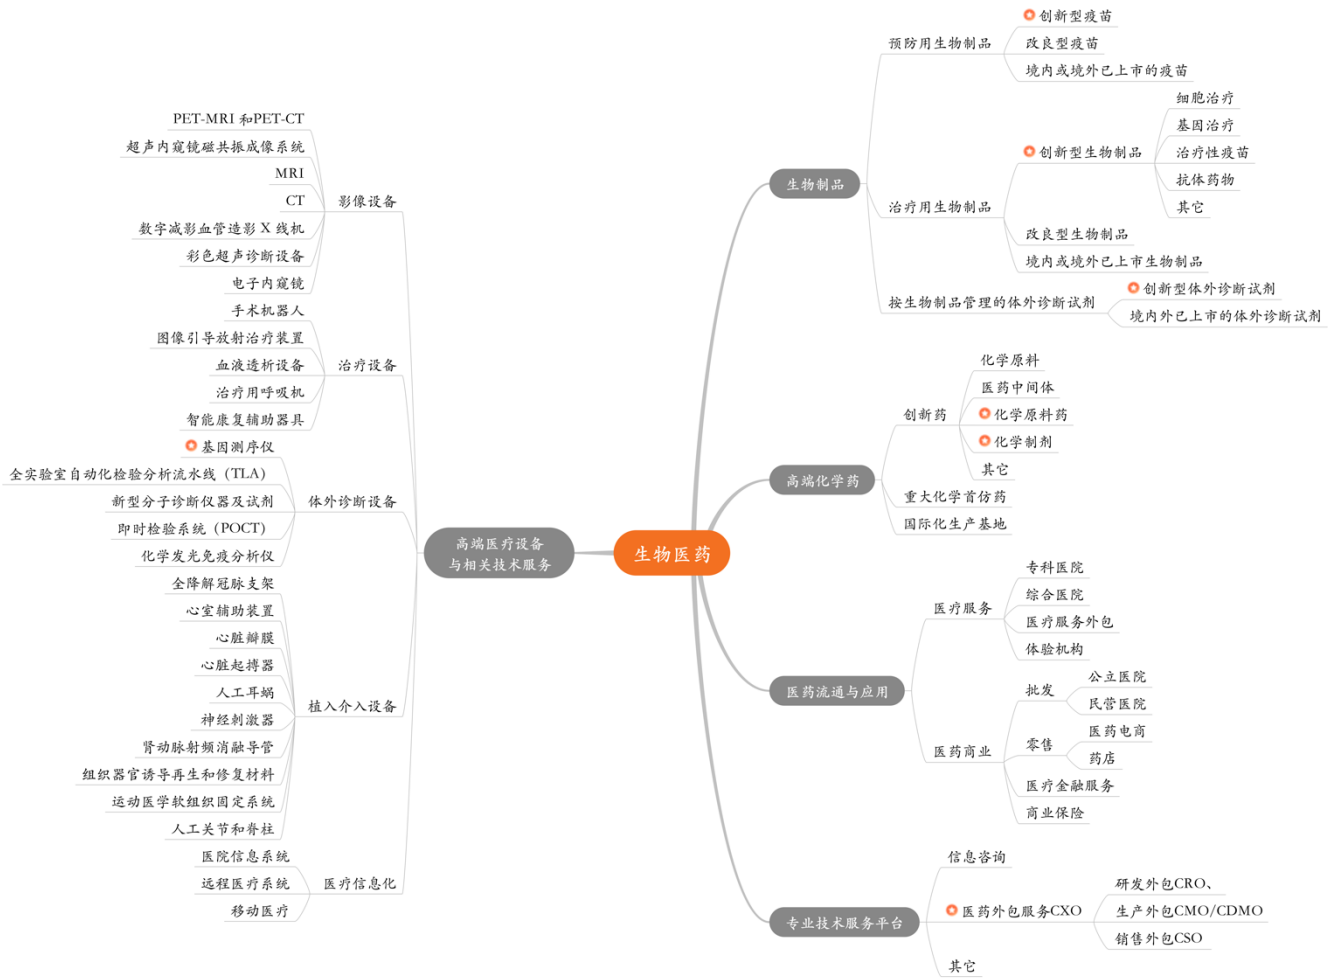 生物医药
高端医疗设备
与相关技术服务
影像设备
PET-MRI 和PET-CT
超声内窥镜磁共振成像系统
MRI
CT
数字减影血管造影 X 线机
彩色超声诊断设备
电子内窥镜
治疗设备
手术机器人
图像引导放射治疗装置
血液透析设备
治疗用呼吸机
智能康复辅助器具
体外诊断设备
基因测序仪
全实验室自动化检验分析流水线（TLA）
新型分子诊断仪器及试剂
即时检验系统（POCT）
化学发光免疫分析仪
植入介入设备
全降解冠脉支架
心室辅助装置
心脏瓣膜
心脏起搏器
人工耳蜗
神经刺激器
肾动脉射频消融导管
组织器官诱导再生和修复材料
运动医学软组织固定系统
人工关节和脊柱
医疗信息化
医院信息系统
远程医疗系统
移动医疗
生物制品
预防用生物制品
创新型疫苗
改良型疫苗
境内或境外已上市的疫苗
治疗用生物制品
创新型生物制品
细胞治疗
基因治疗
治疗性疫苗
抗体药物
其它
改良型生物制品
境内或境外已上市生物制品
按生物制品管理的体外诊断试剂
创新型体外诊断试剂
境内外已上市的体外诊断试剂
高端化学药
创新药
化学原料
医药中间体
化学原料药
化学制剂
其它
重大化学首仿药
国际化生产基地
医药流通与应用
医疗服务
专科医院
综合医院
医疗服务外包
体验机构
医药商业
批发
公立医院
民营医院
零售
医药电商
药店
医疗金融服务
商业保险
专业技术服务平台
信息咨询
医药外包服务CXO
研发外包CRO、
生产外包CMO/CDMO
销售外包CSO
其它